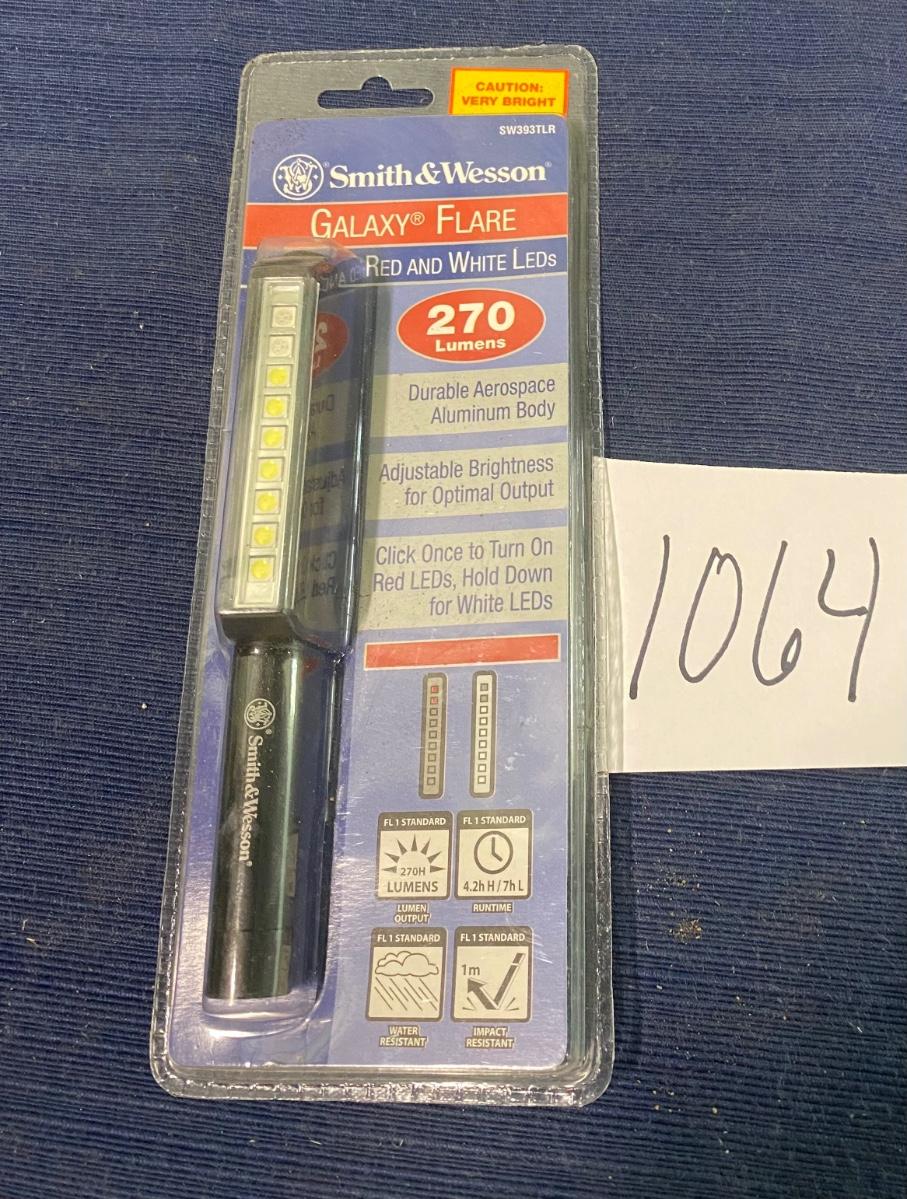 CAUTION:
VERY BRIGHT
SW393TLR
Smith & Wesson®
GALAXY® FLARE
RED AND WHITE LEDS
270
Lumens
Durable Aerospace
Aluminum Body
Adjustable Brightness
for Optimal Output
Click Once to Turn On
Red LEDs, Hold Down
for White LEDs
1064
Smith & Wesson®
FL 1 STANDARD
270H
LUMENS
LUMEN
OUTPUT
FL 1 STANDARD
4.2h H / 7h L
RUNTIME
FL 1 STANDARD
WATER
RESISTANT
FL 1 STANDARD
1m
IMPACT
RESISTANT